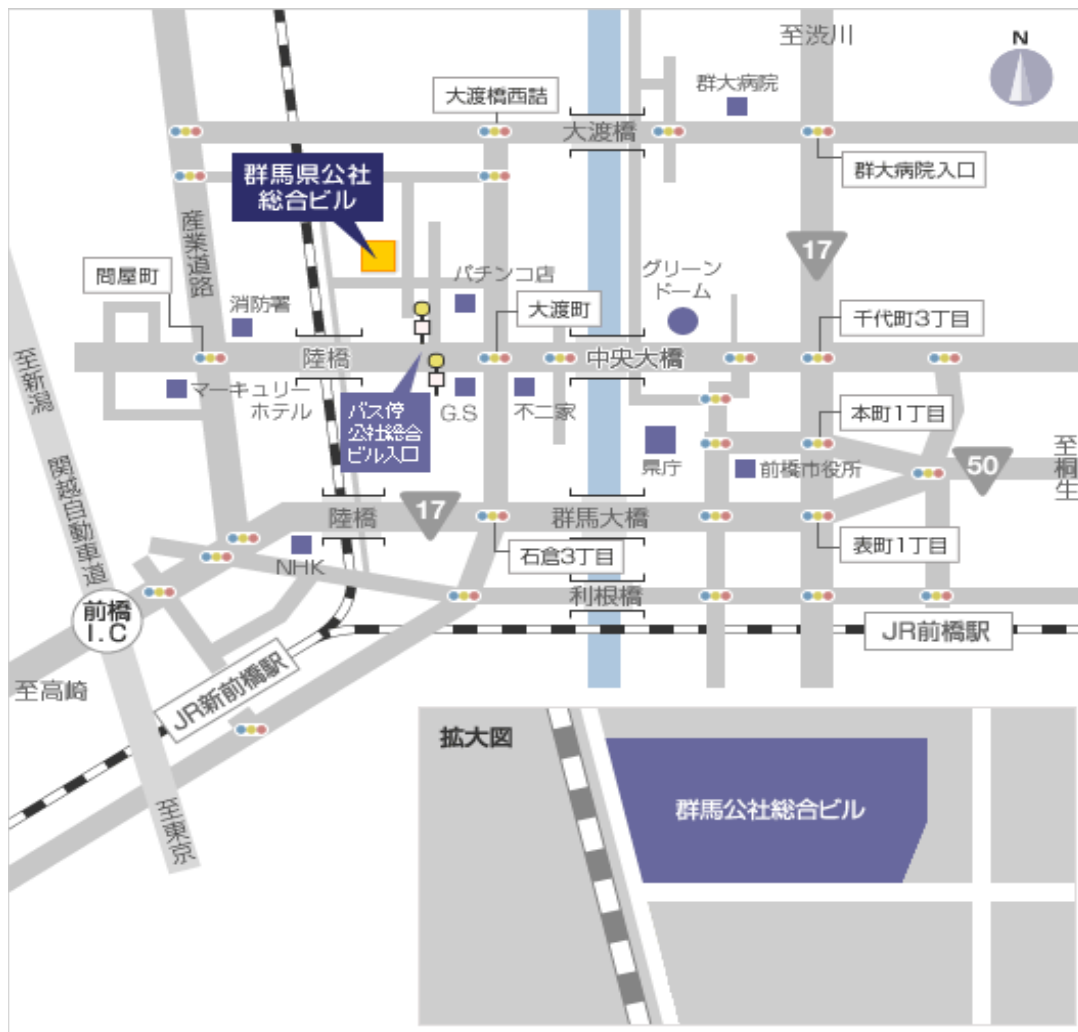 至渋川
N
大渡橋西詰
群大病院
大渡橋
群馬県公社
総合ビル
群大病院入口
産業道路
17
問屋町
消防署
パチンコ店
グリーン
ドーム
大渡町
千代町3丁目
陸橋
中央大橋
至新潟
マーキュリー
ホテル
バス停
公社総合
ビル入口
G.S
不二家
県庁
本町1丁目
前橋市役所
50
至桐生
関越自動車道
陸橋
17
群馬大橋
石倉3丁目
表町1丁目
NHK
前橋
I.C
利根橋
JR前橋駅
至高崎
JR新前橋駅
至東京
拡大図
群馬公社総合ビル